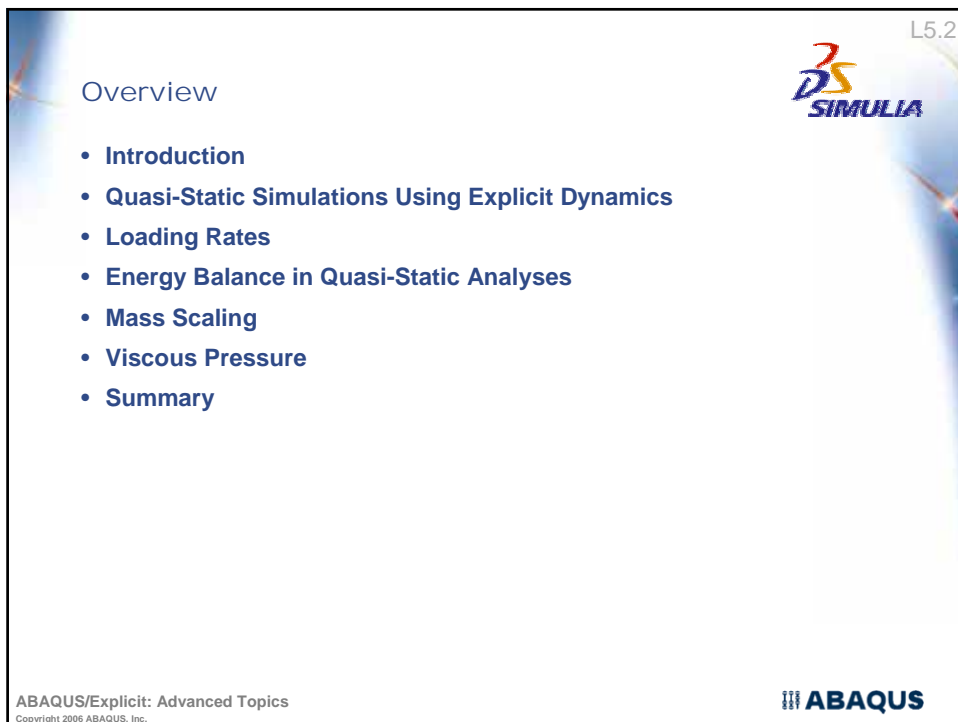 L5.2
Overview
DS
SIMULIA
• Introduction
• Quasi-Static Simulations Using Explicit Dynamics
• Loading Rates
• Energy Balance in Quasi-Static Analyses
• Mass Scaling
• Viscous Pressure
• Summary
ABAQUS/Explicit: Advanced Topics
Copyright 2006 ABAQUS, Inc.
ABAQUS